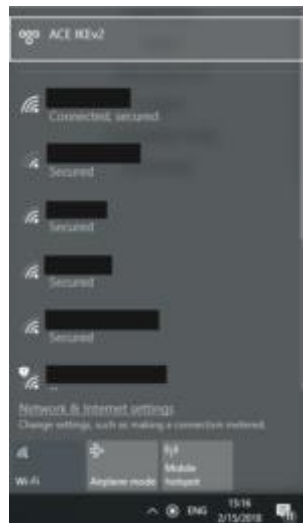 ACE IKEv2
Connected, secured
Secured
Secured
Secured
Secured
Network & Internet settings
Change settings, such as making a connection metered.
Wi-Fi
Airplane mode
Mobile
hotspot
ENG
15:16
2/15/2018